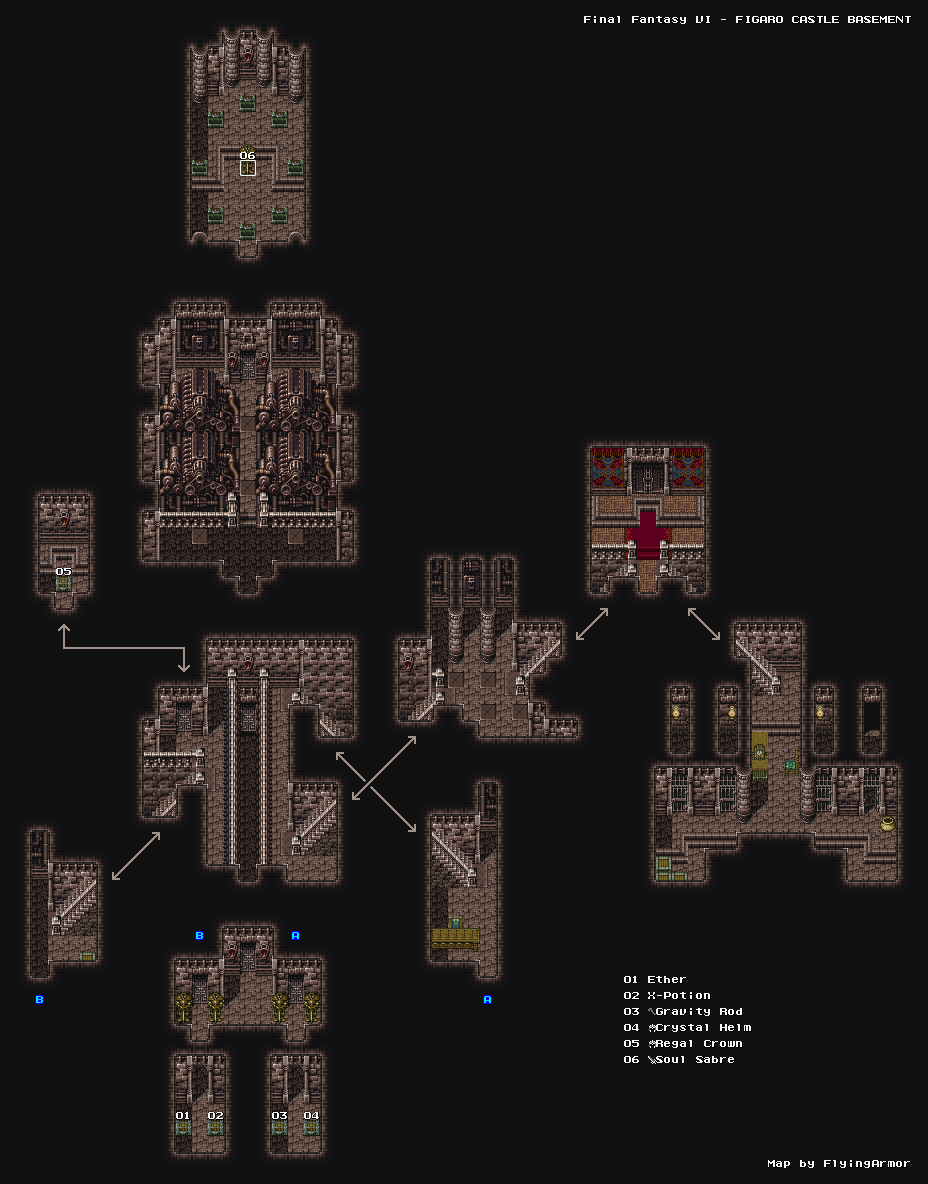 Final Fantasy VI - FIGARO CASTLE BASEMENT
06
05
B
A
B
A
01 Ether
02 X-Potion
03 Gravity Rod
04 Crystal Helm
05 Regal Crown
06 Soul Sabre
01 02 03 04
Map by FlyingArmor